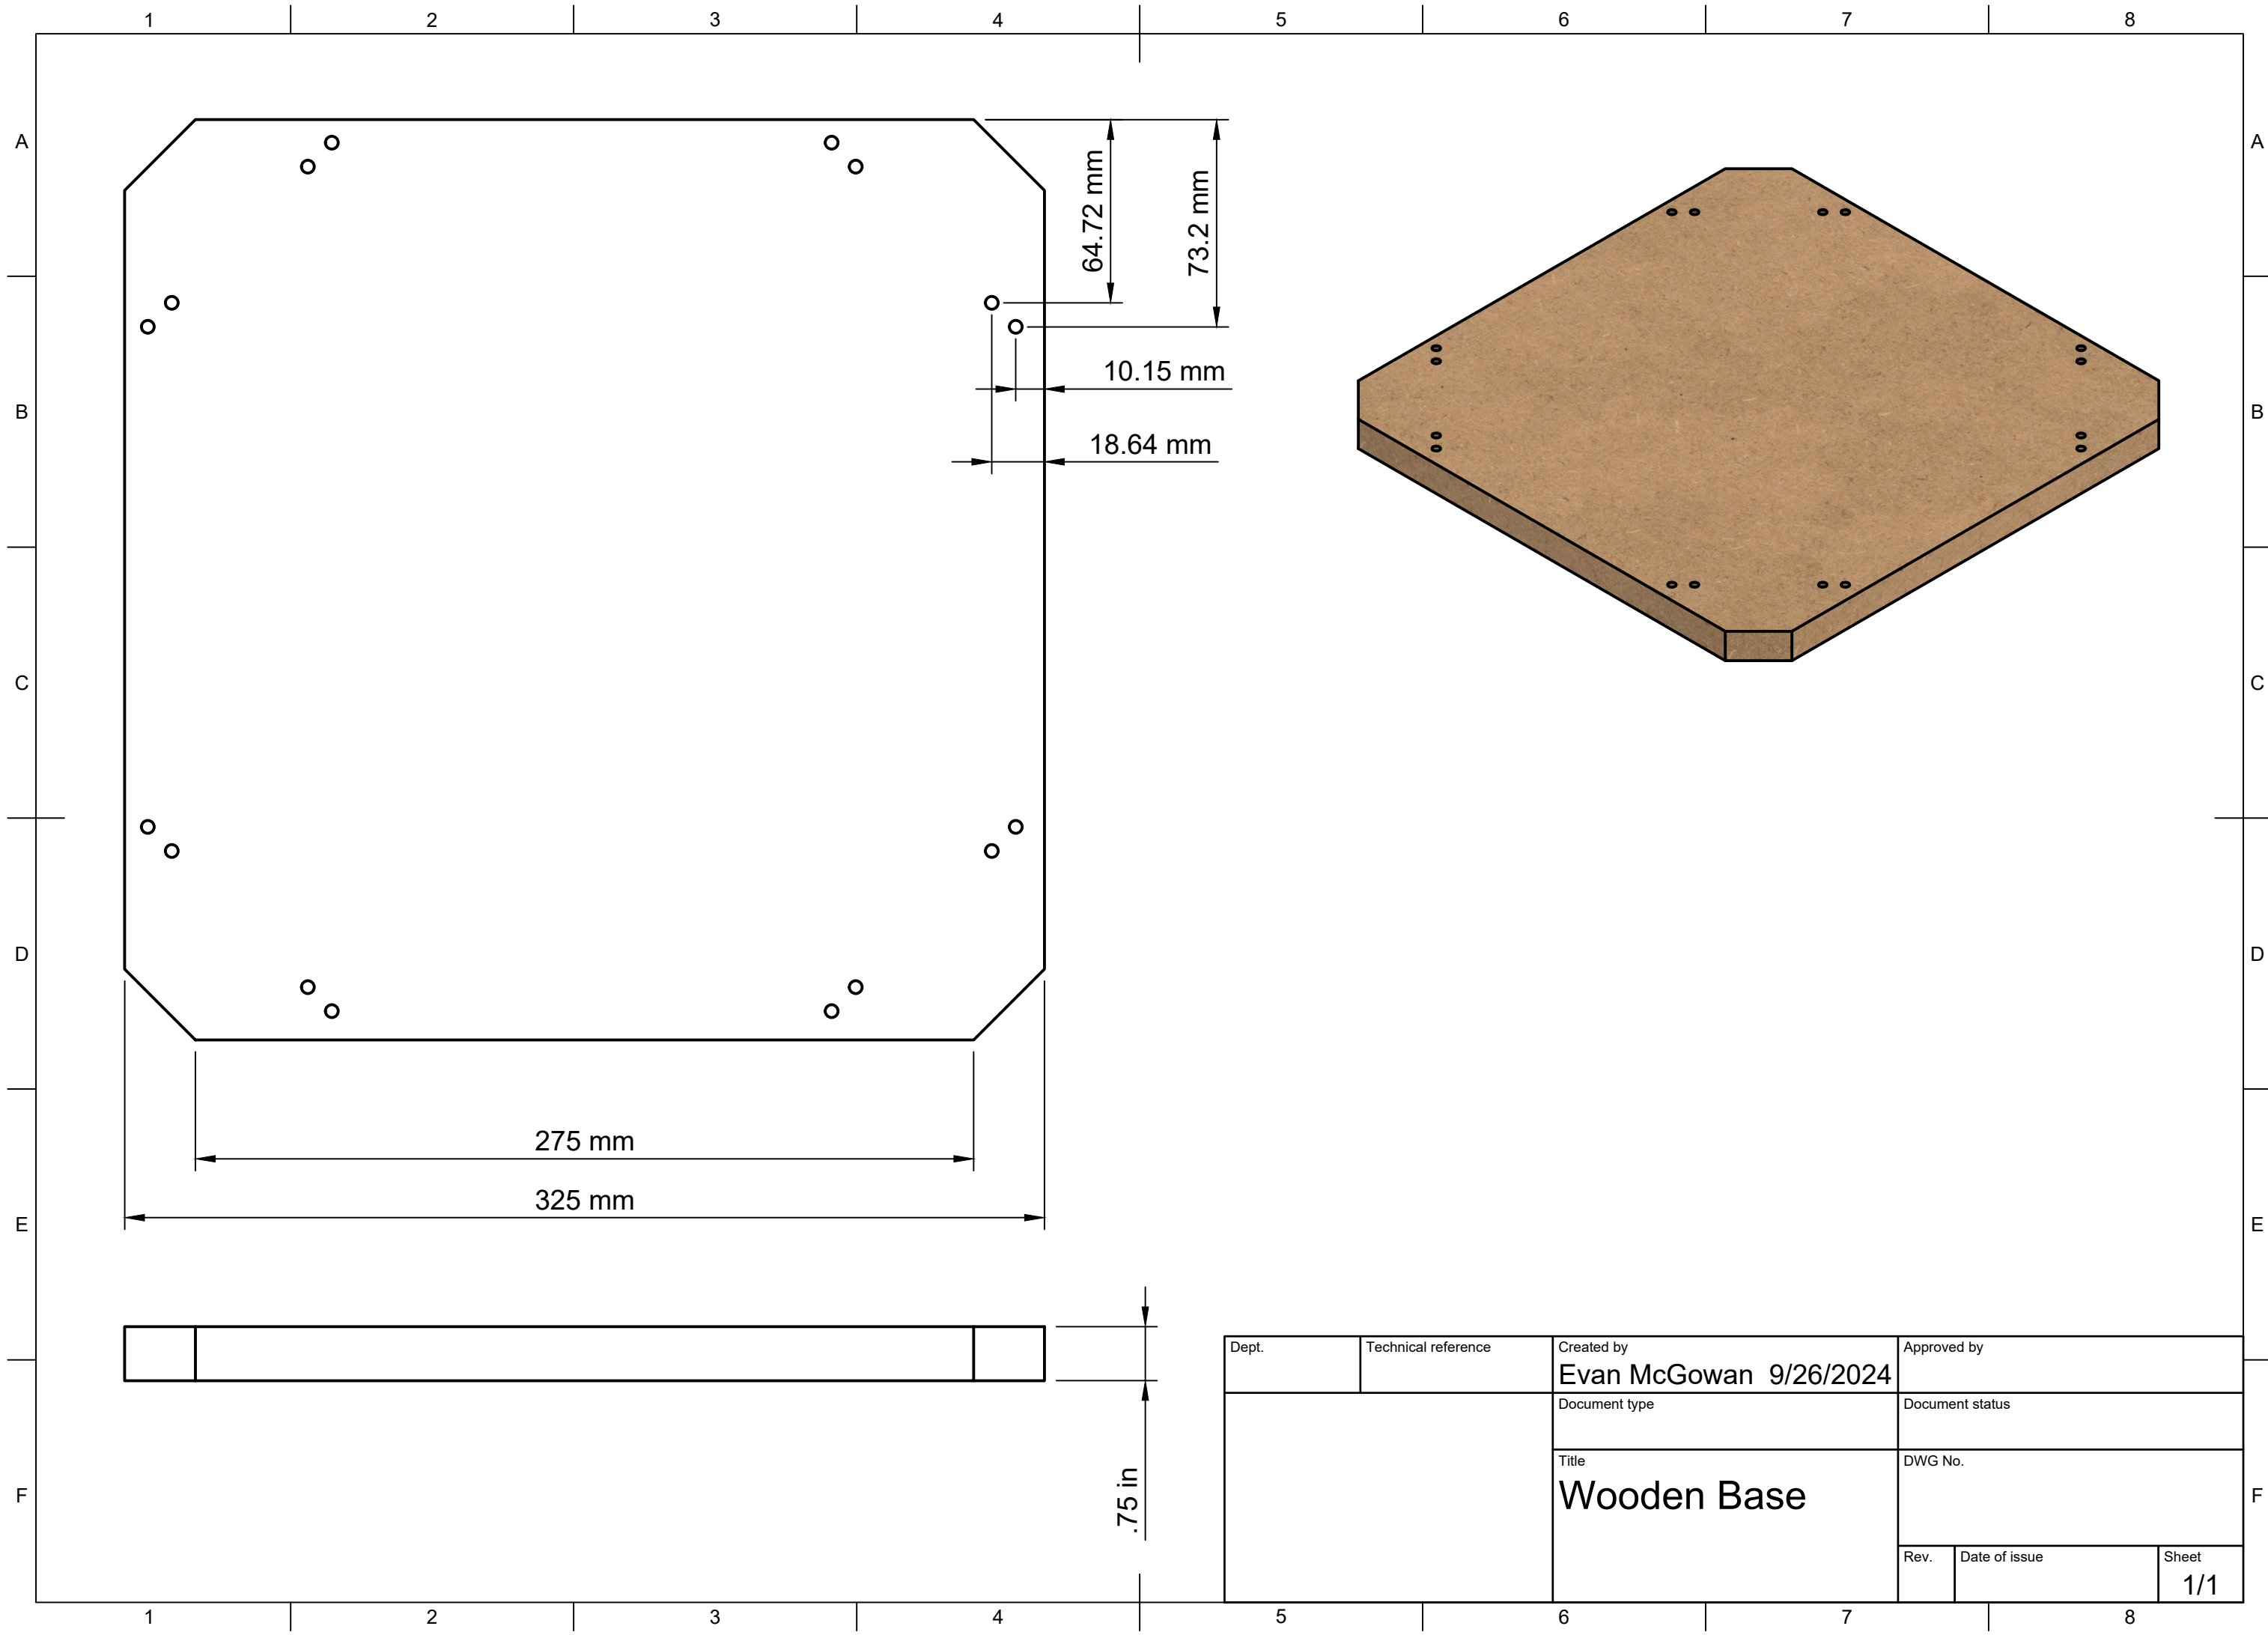 1 2 3 4 5 6 7 8
A A
64.72 mm
73.2 mm
10.15 mm
B B
18.64 mm
C C
D D
275 mm
325 mm
E E
.75 in
F F
Dept. Technical reference Created by Approved by
Evan McGowan 9/26/2024
Document type Document status
Title DWG No.
Wooden Base
Rev. Date of issue Sheet
1/1
1 2 3 4 5 6 7 8